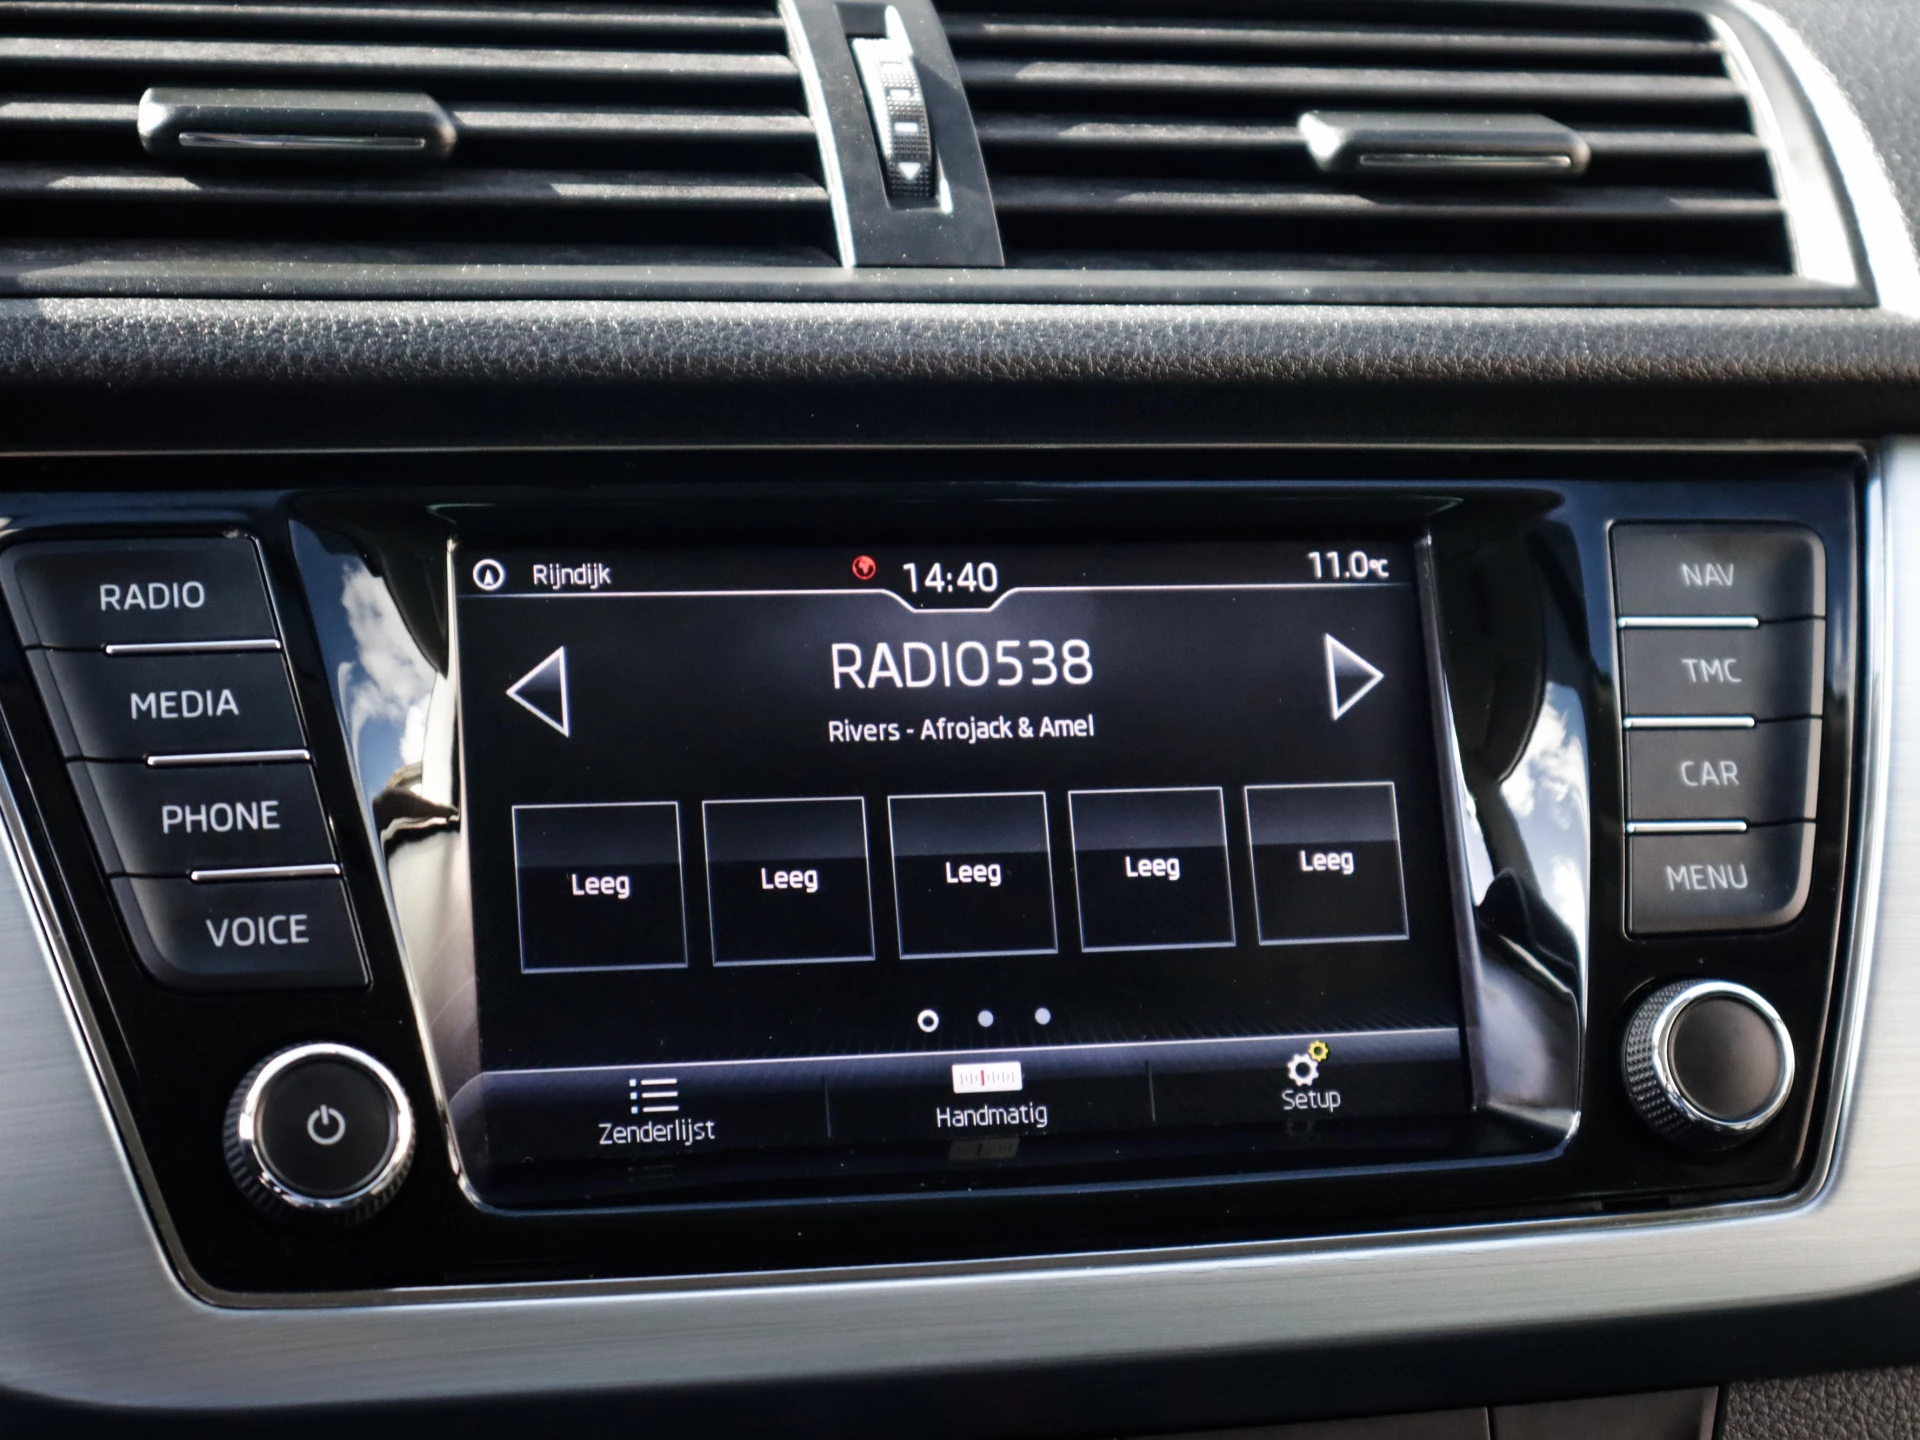 Rijndijk 14:40 11.0°C
RADIO538
Rivers - Afrojack & Amel
Leeg Leeg Leeg Leeg Leeg
Zenderlijst Handmatig Setup
RADIO
MEDIA
PHONE
VOICE
NAV
TMC
CAR
MENU